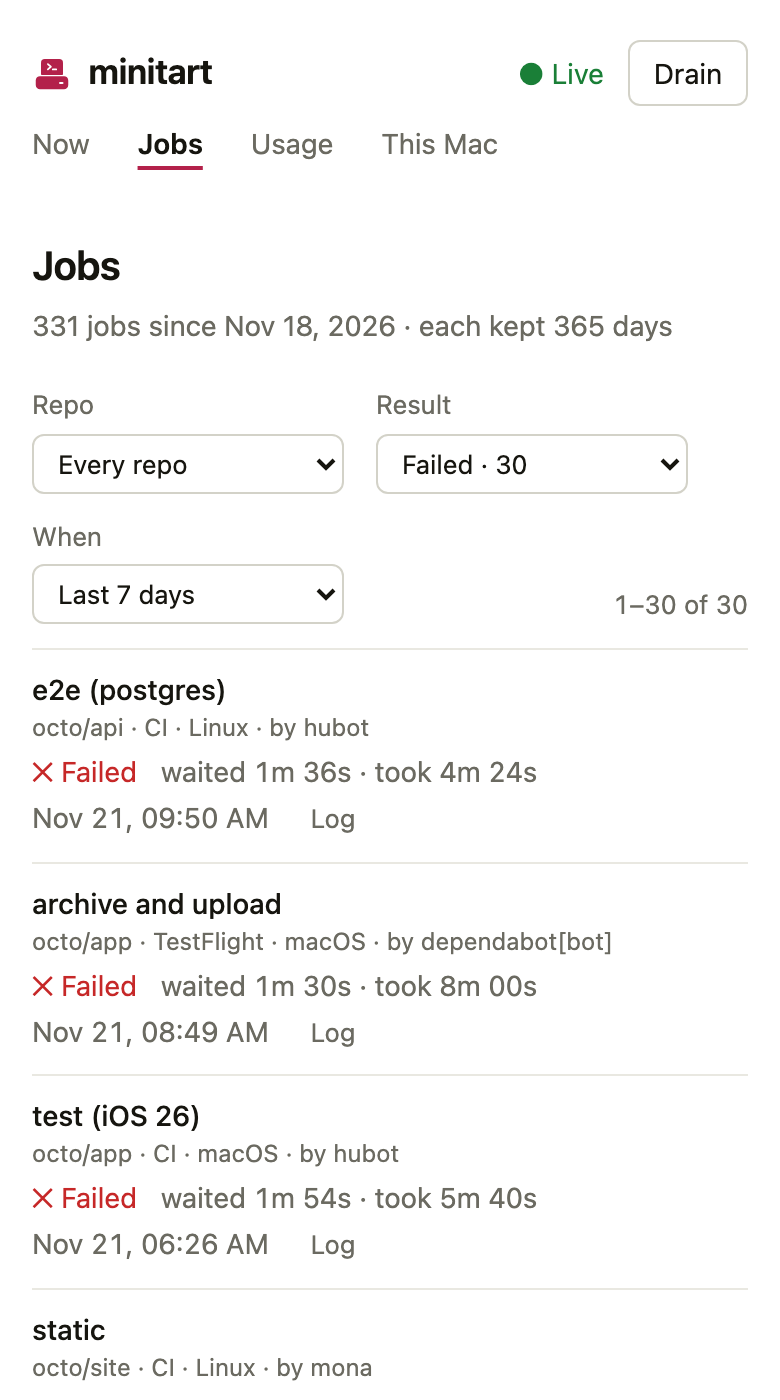 minitart
Live
Drain
Now
Jobs
Usage
This Mac
Jobs
331 jobs since Nov 18, 2026 · each kept 365 days
Repo
Result
Every repo
Failed · 30
When
Last 7 days
1–30 of 30
e2e (postgres)
octo/api · CI · Linux · by hubot
Failed waited 1m 36s · took 4m 24s
Nov 21, 09:50 AM Log
archive and upload
octo/app · TestFlight · macOS · by dependabot[bot]
Failed waited 1m 30s · took 8m 00s
Nov 21, 08:49 AM Log
test (iOS 26)
octo/app · CI · macOS · by hubot
Failed waited 1m 54s · took 5m 40s
Nov 21, 06:26 AM Log
static
octo/site · CI · Linux · by mona